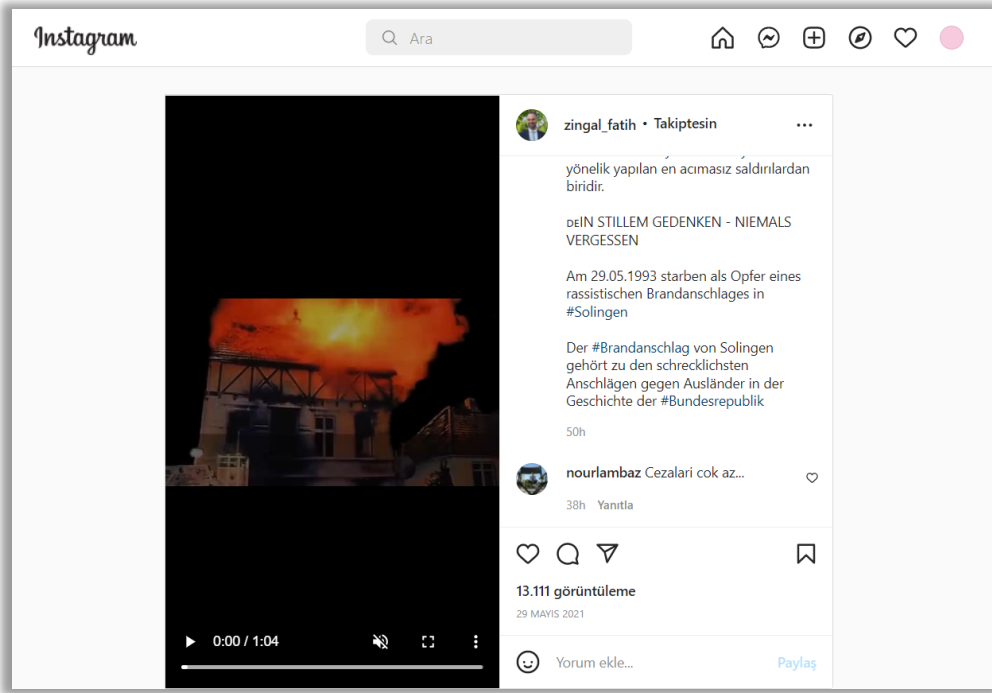 Instagram
Ara
zingal_fatih • Takiptesin
yönelik yapılan en acımasız saldırılardan
biridir.
DEIN STILLEM GEDENKEN - NIEMALS
VERGESSEN
Am 29.05.1993 starben als Opfer eines
rassistischen Brandanschlages in
#Solingen
Der #Brandanschlag von Solingen
gehört zu den schrecklichsten
Anschlägen gegen Ausländer in der
Geschichte der #Bundesrepublik
50h
nourlambaz Cezalari cok az...
38h Yanıtla
13.111 görüntüleme
29 MAYIS 2021
0:00 / 1:04
Yorum ekle...
Paylaş